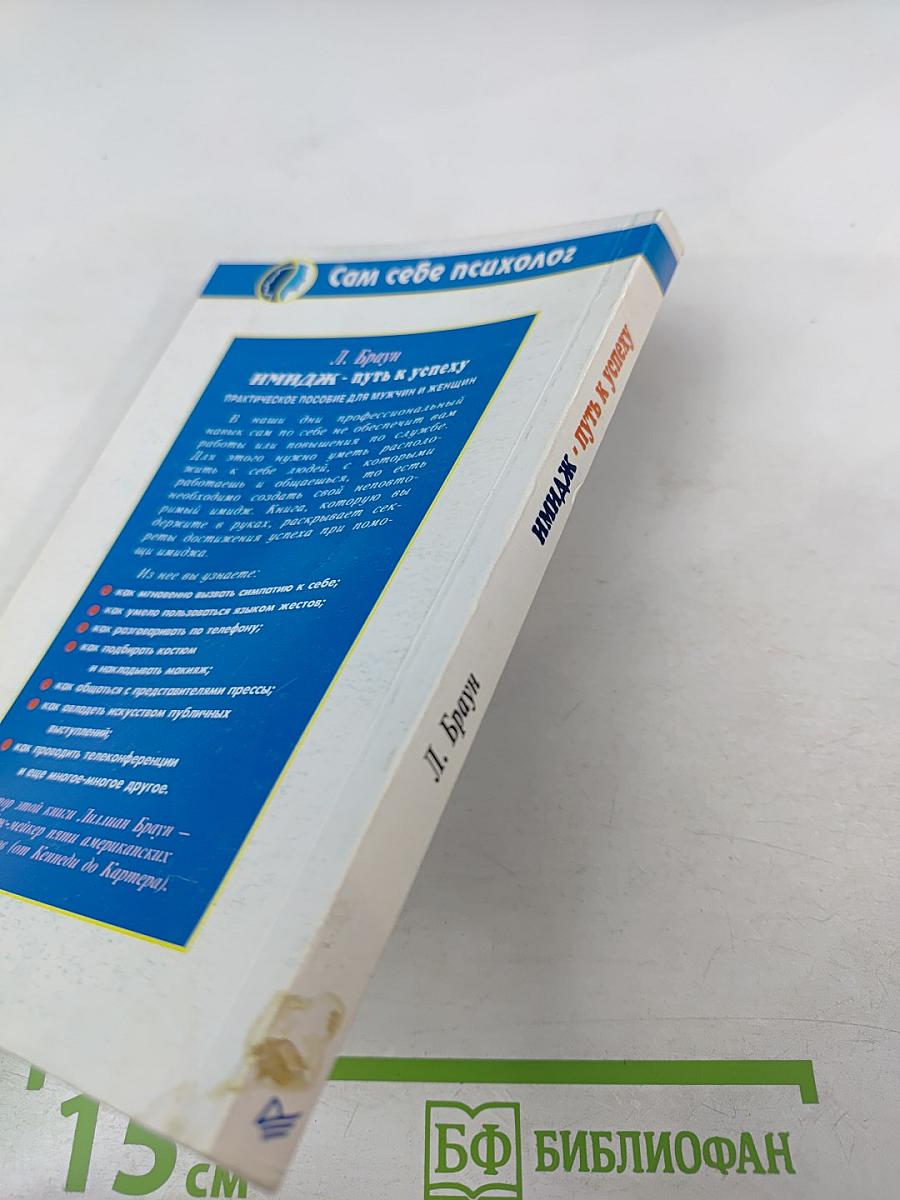 Сам себе психолог
Л. Браун
ИМИДЖ - ПУТЬ К УСПЕХУ
ПРАКТИЧЕСКОЕ ПОСОБИЕ ДЛЯ МУЖЧИН И ЖЕНЩИН
В наши дни профессиональный
навык сам по себе не обеспечит вам
работы или повышения по службе.
Для этого нужно уметь располо-
жить к себе людей, с которыми
работаешь и общаешься, то есть
необходимо создать свой неповто-
римый имидж. Книга, которую вы
держите в руках, раскрывает сек-
реты достижения успеха при помо-
щи имиджа.
Из нее вы узнаете:
как мгновенно вызвать симпатию к себе;
как умело пользоваться языком жестов;
как разговаривать по телефону;
как подбирать костюм
и накладывать макияж;
как общаться с представителями прессы;
как овладеть искусством публичных
выступлений;
как проводить телеконференции
и еще многое-многое другое.
этой книги Лиллиан Браун –
мейкер пяти американских
(от Кеннеди до Картера).
ИМИДЖ - ПУТЬ К УСПЕХУ
Л. Браун
15 см
БФ БИБЛИОФАН